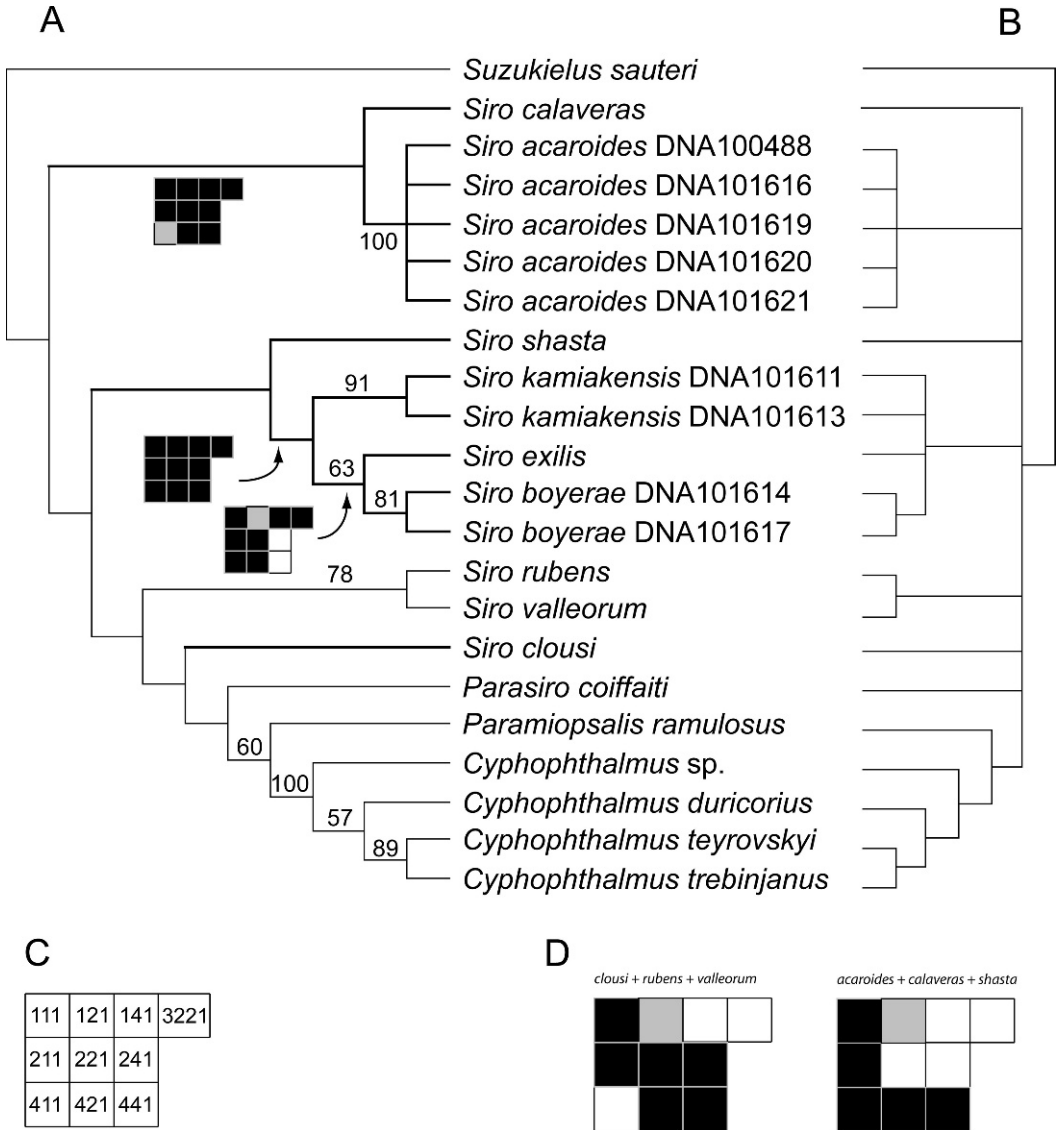 A
B
Suzukielus sauteri
Siro calaveras
Siro acaroides DNA100488
Siro acaroides DNA101616
Siro acaroides DNA101619
100
Siro acaroides DNA101620
Siro acaroides DNA101621
Siro shasta
91
Siro kamiakensis DNA101611
Siro kamiakensis DNA101613
63
Siro exilis
81
Siro boyerae DNA101614
Siro boyerae DNA101617
78
Siro rubens
Siro valleorum
Siro clousi
Parasiro coiffaiti
Paramiopsalis ramulosus
60
Cyphophthalmus sp.
100
Cyphophthalmus duricorius
57
Cyphophthalmus teyrovskyi
89
Cyphophthalmus trebinjanus
C
D
clousi + rubens + valleorum
acaroides + calaveras + shasta
111 121 141 3221
211 221 241
411 421 441